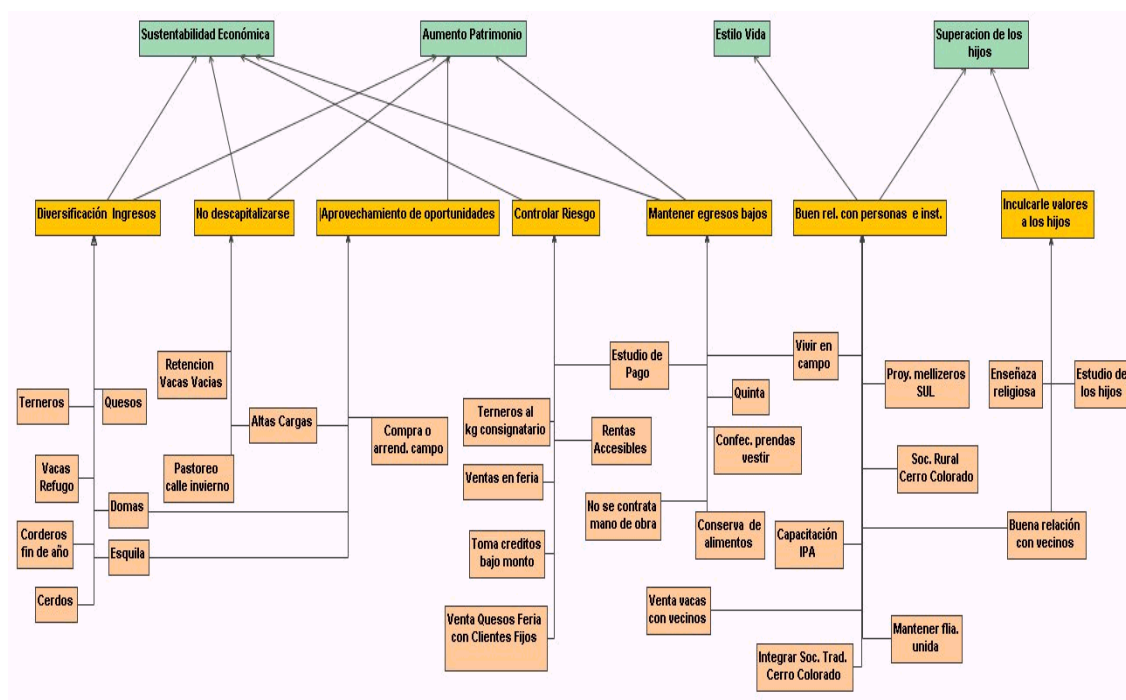 Sustentabilidad Económica
Aumento Patrimonio
Estilo Vida
Superacion de los
hijos
Diversificación Ingresos
No descapitalizarse
Aprovechamiento de oportunidades
Controlar Riesgo
Mantener egresos bajos
Buen rel. con personas e inst.
Inculcarle valores
a los hijos
Retencion
Vacas Vacias
Estudio de
Pago
Vivir en
campo
Proy. mellizeros
SUL
Enseñaza
religiosa
Estudio de
los hijos
Terneros
Quesos
Altas Cargas
Compra o
arrend. campo
Terneros al
kg consignatario
Rentas
Accesibles
Quinta
Confec. prendas
vestir
Vacas
Refugo
Pastoreo
calle invierno
Ventas en feria
Soc. Rural
Cerro Colorado
Domas
No se contrata
mano de obra
Conserva de
alimentos
Capacitación
IPA
Buena relación
con vecinos
Corderos
fin de año
Esquila
Toma creditos
bajo monto
Cerdos
Venta Quesos Feria
con Clientes Fijos
Venta vacas
con vecinos
Mantener flia.
unida
Integrar Soc. Trad.
Cerro Colorado